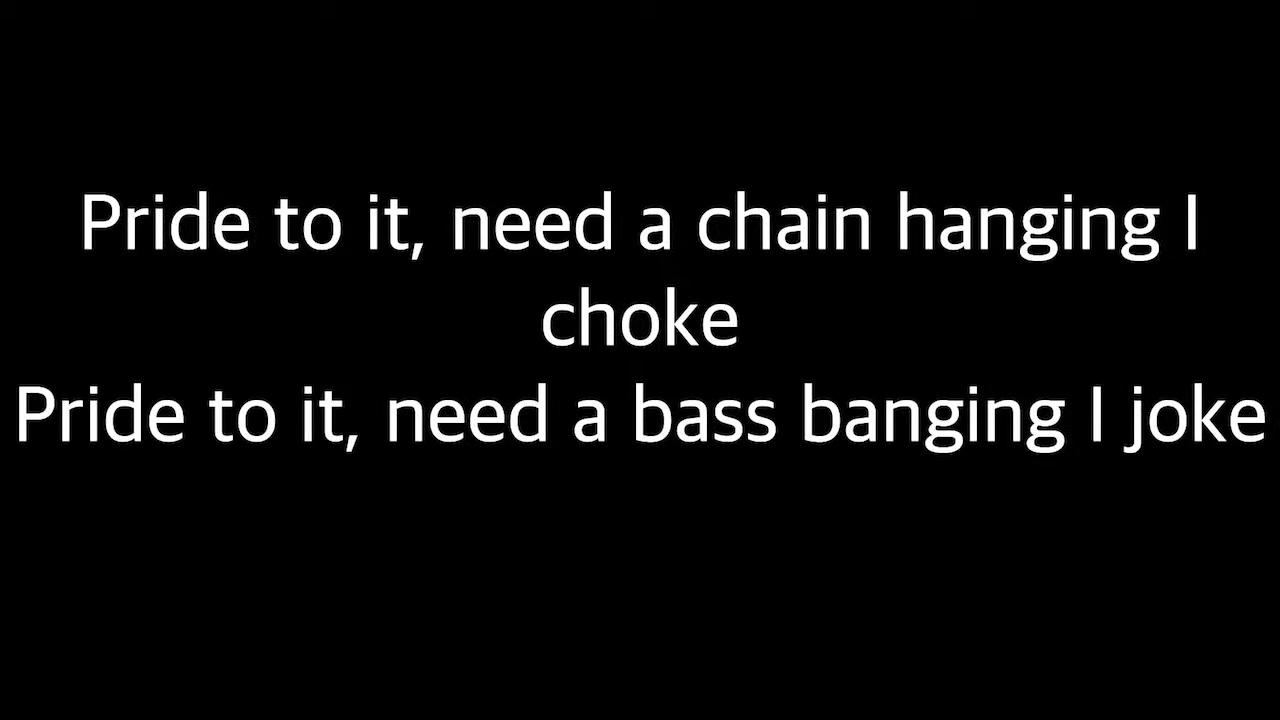 Pride to it, need a chain hanging I
choke
Pride to it, need a bass banging I joke